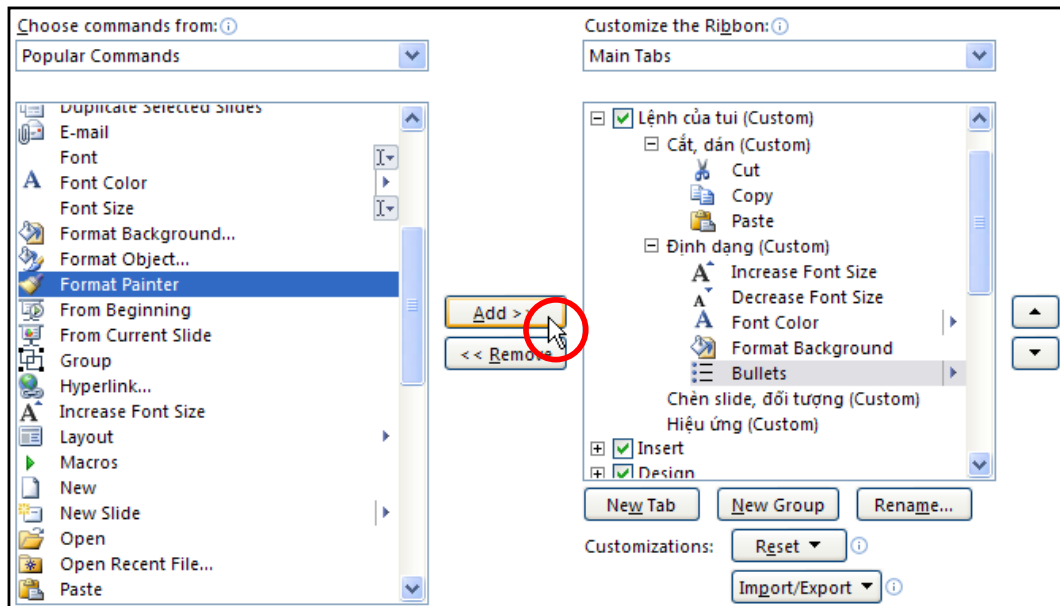 Choose commands from:
Popular Commands
Duplicate Selected Slides
E-mail
Font
Font Color
Font Size
Format Background...
Format Object...
Format Painter
From Beginning
From Current Slide
Group
Hyperlink...
Increase Font Size
Layout
Macros
New
New Slide
Open
Open Recent File...
Paste
Add >>
<< Remove
Customize the Ribbon:
Main Tabs
Lệnh của tui (Custom)
Cắt, dán (Custom)
Cut
Copy
Paste
Định dạng (Custom)
Increase Font Size
Decrease Font Size
Font Color
Format Background
Bullets
Chèn slide, đối tượng (Custom)
Hiệu ứng (Custom)
Insert
Design
New Tab
New Group
Rename...
Customizations:
Reset
Import/Export